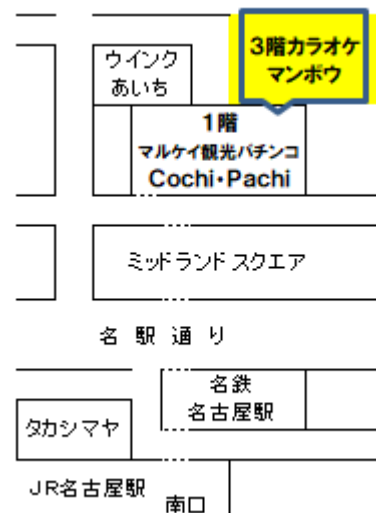 3階カラオケ
マンボウ
ウインク
あいち
1階
マルケイ観光パチンコ
Cochi・Pachi
ミッドランドスクエア
名駅通り
名鉄
名古屋駅
タカシマヤ
JR名古屋駅
南口